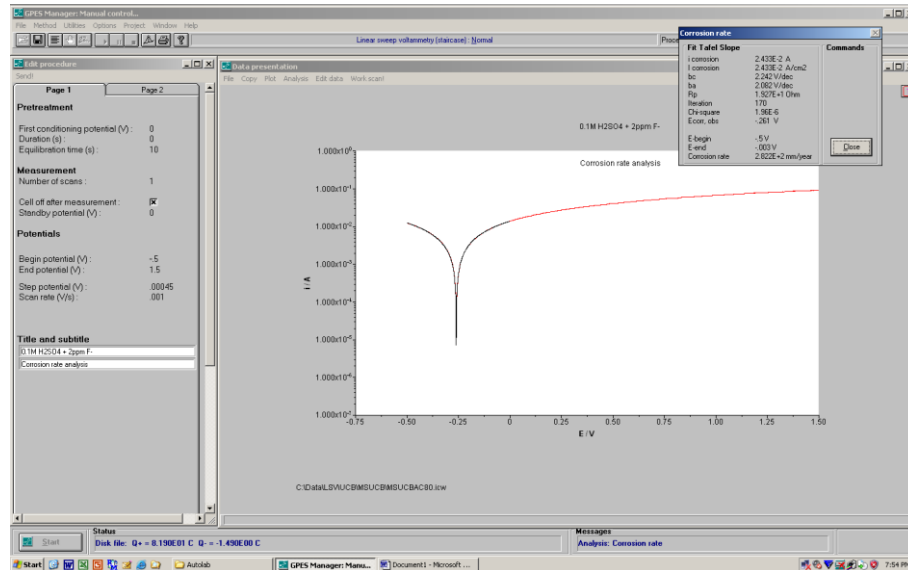 GPES Manager: Manual control...
File Method Utilities Options Project Window Help
Linear sweep voltammetry (staircase) : Normal
Edit procedure
Send!
Page 1
Page 2
Pretreatment
First conditioning potential (V) : 0
Duration (s) : 0
Equilibration time (s) : 10
Measurement
Number of scans : 1
Cell off after measurement :
Standby potential (V) : 0
Potentials
Begin potential (V) : -.5
End potential (V) : 1.5
Step potential (V) : .00045
Scan rate (V/s) : .001
Title and subtitle
0.1M H2SO4 + 2ppm F-
Corrosion rate analysis
Data presentation
File Copy Plot Analysis Edit data Work scan!
0.1M H2SO4 + 2ppm F-
Corrosion rate analysis
1.000x10⁰
1.000x10⁻¹
1.000x10⁻²
1.000x10⁻³
1.000x10⁻⁴
1.000x10⁻⁵
1.000x10⁻⁶
1.000x10⁻⁷
i / A
-0.75 -0.50 -0.25 0 0.25 0.50 0.75 1.00 1.25 1.50
E / V
C:\Data\LSV\UCB\MSUCB\MSUCBAC80.icw
Corrosion rate
Fit Tafel Slope
Commands
i corrosion 2.433E-2 A
I corrosion 2.433E-2 A/cm2
bc 2.242 V/dec
ba 2.082 V/dec
Rp 1.927E+1 Ohm
Iteration 170
Chi-square 1.96E-6
Ecorr, obs -.261 V
E-begin -.5 V
E-end -.003 V
Corrosion rate 2.822E+2 mm/year
Close
Start
Status
Disk file: Q+ = 8.190E01 C Q- = -1.490E00 C
Messages
Analysis: Corrosion rate
Start
Autolab
GPES Manager: Manu...
Document1 - Microsoft ...
7:54 PM